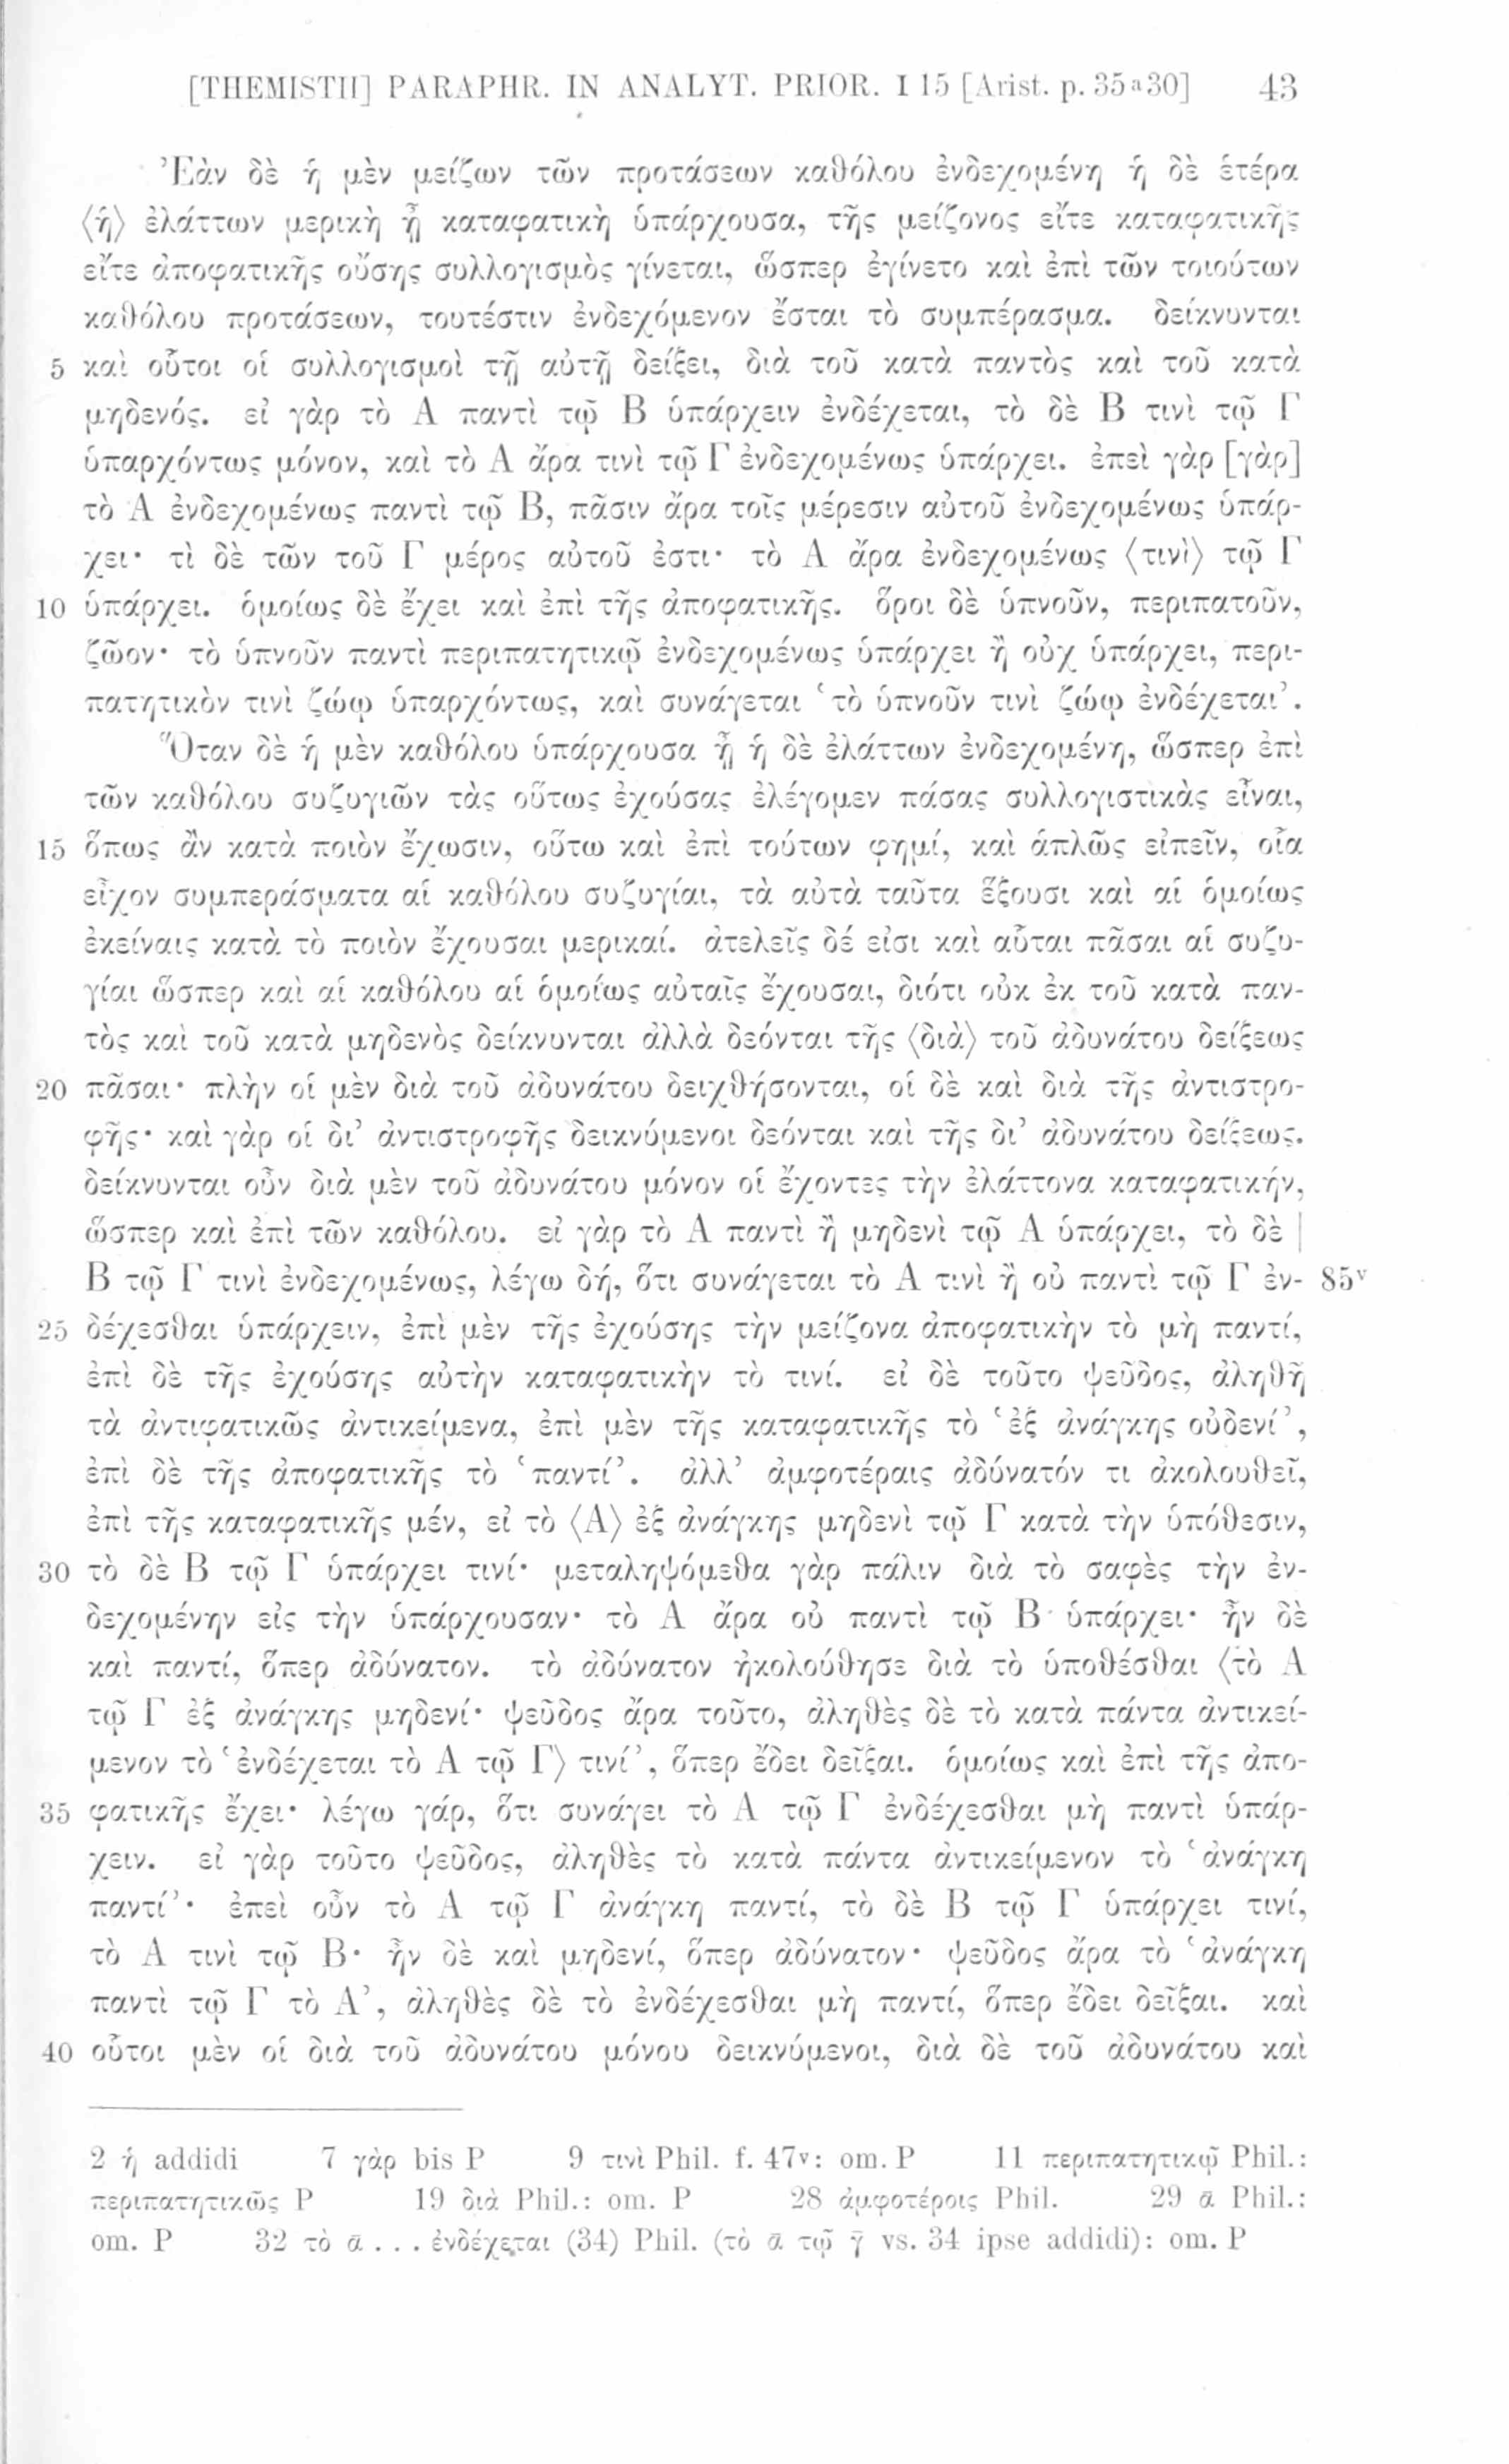 [THEMISTII] PARAPHR. IN ANALYT. PRIOR. I 15 [Arist. p. 35a30] 43
Ἐὰν δὲ ἡ μὲν μείζων τῶν προτάσεων καθόλου ἐνδεχομένη ἡ δὲ ἑτέρα
⟨ἡ⟩ ἐλάττων μερικὴ ᾖ καταφατικὴ ὑπάρχουσα, τῆς μείζονος εἴτε καταφατικῆς
εἴτε ἀποφατικῆς οὔσης συλλογισμὸς γίνεται, ὥσπερ ἐγίνετο καὶ ἐπὶ τῶν τοιούτων
καθόλου προτάσεων, τουτέστιν ἐνδεχόμενον ἔσται τὸ συμπέρασμα. δείκνυνται
5 καὶ οὗτοι οἱ συλλογισμοὶ τῇ αὐτῇ δείξει, διὰ τοῦ κατὰ παντὸς καὶ τοῦ κατὰ
μηδενός. εἰ γὰρ τὸ Α παντὶ τῷ Β ὑπάρχειν ἐνδέχεται, τὸ δὲ Β τινὶ τῷ Γ
ὑπαρχόντως μόνον, καὶ τὸ Α ἄρα τινὶ τῷ Γ ἐνδεχομένως ὑπάρχει. ἐπεὶ γὰρ [γὰρ]
τὸ Α ἐνδεχομένως παντὶ τῷ Β, πᾶσιν ἄρα τοῖς μέρεσιν αὐτοῦ ἐνδεχομένως ὑπάρ-
χει· τὶ δὲ τῶν τοῦ Γ μέρος αὐτοῦ ἐστι· τὸ Α ἄρα ἐνδεχομένως ⟨τινὶ⟩ τῷ Γ
10 ὑπάρχει. ὁμοίως δὲ ἔχει καὶ ἐπὶ τῆς ἀποφατικῆς. ὅροι δὲ ὑπνοῦν, περιπατοῦν,
ζῶον· τὸ ὑπνοῦν παντὶ περιπατητικῷ ἐνδεχομένως ὑπάρχει ἢ οὐχ ὑπάρχει, περι-
πατητικὸν τινὶ ζώῳ ὑπαρχόντως, καὶ συνάγεται ‘τὸ ὑπνοῦν τινὶ ζώῳ ἐνδέχεται’.
Ὅταν δὲ ἡ μὲν καθόλου ὑπάρχουσα ᾖ ἡ δὲ ἐλάττων ἐνδεχομένη, ὥσπερ ἐπὶ
τῶν καθόλου συζυγιῶν τὰς οὕτως ἐχούσας ἐλέγομεν πάσας συλλογιστικὰς εἶναι,
15 ὅπως ἂν κατὰ ποιὸν ἔχωσιν, οὕτω καὶ ἐπὶ τούτων φημί, καὶ ἁπλῶς εἰπεῖν, οἷα
εἶχον συμπεράσματα αἱ καθόλου συζυγίαι, τὰ αὐτὰ ταῦτα ἕξουσι καὶ αἱ ὁμοίως
ἐκείναις κατὰ τὸ ποιὸν ἔχουσαι μερικαί. ἀτελεῖς δέ εἰσι καὶ αὗται πᾶσαι αἱ συζυ-
γίαι ὥσπερ καὶ αἱ καθόλου αἱ ὁμοίως αὐταῖς ἔχουσαι, διότι οὐκ ἐκ τοῦ κατὰ παν-
τὸς καὶ τοῦ κατὰ μηδενὸς δείκνυνται ἀλλὰ δεόνται τῆς ⟨διὰ⟩ τοῦ ἀδυνάτου δείξεως
20 πᾶσαι· πλὴν οἱ μὲν διὰ τοῦ ἀδυνάτου δειχθήσονται, οἱ δὲ καὶ διὰ τῆς ἀντιστρο-
φῆς· καὶ γὰρ οἱ δι’ ἀντιστροφῆς δεικνύμενοι δεόνται καὶ τῆς δι’ ἀδυνάτου δείξεως.
δείκνυνται οὖν διὰ μὲν τοῦ ἀδυνάτου μόνον οἱ ἔχοντες τὴν ἐλάττονα καταφατικήν,
ὥσπερ καὶ ἐπὶ τῶν καθόλου. εἰ γὰρ τὸ Α παντὶ ἢ μηδενὶ τῷ Α ὑπάρχει, τὸ δὲ |
Β τῷ Γ τινὶ ἐνδεχομένως, λέγω δή, ὅτι συνάγεται τὸ Α τινὶ ἢ οὐ παντὶ τῷ Γ ἐν- 85v
25 δέχεσθαι ὑπάρχειν, ἐπὶ μὲν τῆς ἐχούσης τὴν μείζονα ἀποφατικὴν τὸ μὴ παντί,
ἐπὶ δὲ τῆς ἐχούσης αὐτὴν καταφατικὴν τὸ τινί. εἰ δὲ τοῦτο ψεῦδος, ἀληθῆ
τὰ ἀντιφατικῶς ἀντικείμενα, ἐπὶ μὲν τῆς καταφατικῆς τὸ ‘ἐξ ἀνάγκης οὐδενί’,
ἐπὶ δὲ τῆς ἀποφατικῆς τὸ ‘παντί’. ἀλλ’ ἀμφοτέραις ἀδύνατόν τι ἀκολουθεῖ,
ἐπὶ τῆς καταφατικῆς μέν, εἰ τὸ ⟨Α⟩ ἐξ ἀνάγκης μηδενὶ τῷ Γ κατὰ τὴν ὑπόθεσιν,
30 τὸ δὲ Β τῷ Γ ὑπάρχει τινί· μεταληψόμεθα γὰρ πάλιν διὰ τὸ σαφὲς τὴν ἐν-
δεχομένην εἰς τὴν ὑπάρχουσαν· τὸ Α ἄρα οὐ παντὶ τῷ Β ὑπάρχει· ἦν δὲ
καὶ παντί, ὅπερ ἀδύνατον. τὸ ἀδύνατον ἠκολούθησε διὰ τὸ ὑποθέσθαι ⟨τὸ Α
τῷ Γ ἐξ ἀνάγκης μηδενί· ψεῦδος ἄρα τοῦτο, ἀληθὲς δὲ τὸ κατὰ πάντα ἀντικεί-
μενον τὸ ‘ἐνδέχεται τὸ Α τῷ Γ⟩ τινί’, ὅπερ ἔδει δεῖξαι. ὁμοίως καὶ ἐπὶ τῆς ἀπο-
35 φατικῆς ἔχει· λέγω γάρ, ὅτι συνάγει τὸ Α τῷ Γ ἐνδέχεσθαι μὴ παντὶ ὑπάρ-
χειν. εἰ γὰρ τοῦτο ψεῦδος, ἀληθὲς τὸ κατὰ πάντα ἀντικείμενον τὸ ‘ἀνάγκη
παντί’· ἐπεὶ οὖν τὸ Α τῷ Γ ἀνάγκη παντί, τὸ δὲ Β τῷ Γ ὑπάρχει τινί,
τὸ Α τινὶ τῷ Β· ἦν δὲ καὶ μηδενί, ὅπερ ἀδύνατον· ψεῦδος ἄρα τὸ ‘ἀνάγκη
παντὶ τῷ Γ τὸ Α’, ἀληθὲς δὲ τὸ ἐνδέχεσθαι μὴ παντί, ὅπερ ἔδει δεῖξαι. καὶ
40 οὗτοι μὲν οἱ διὰ τοῦ ἀδυνάτου μόνου δεικνύμενοι, διὰ δὲ τοῦ ἀδυνάτου καὶ
2 ἡ addidi 7 γὰρ bis P 9 τινὶ Phil. f. 47v: om. P 11 περιπατητικῷ Phil.:
περιπατητικῶς P 19 διὰ Phil.: om. P 28 ἀμφοτέροις Phil. 29 ᾱ Phil.:
om. P 32 τὸ ᾱ . . . ἐνδέχεται (34) Phil. (τὸ ᾱ τῷ γ̄ vs. 34 ipse addidi): om. P